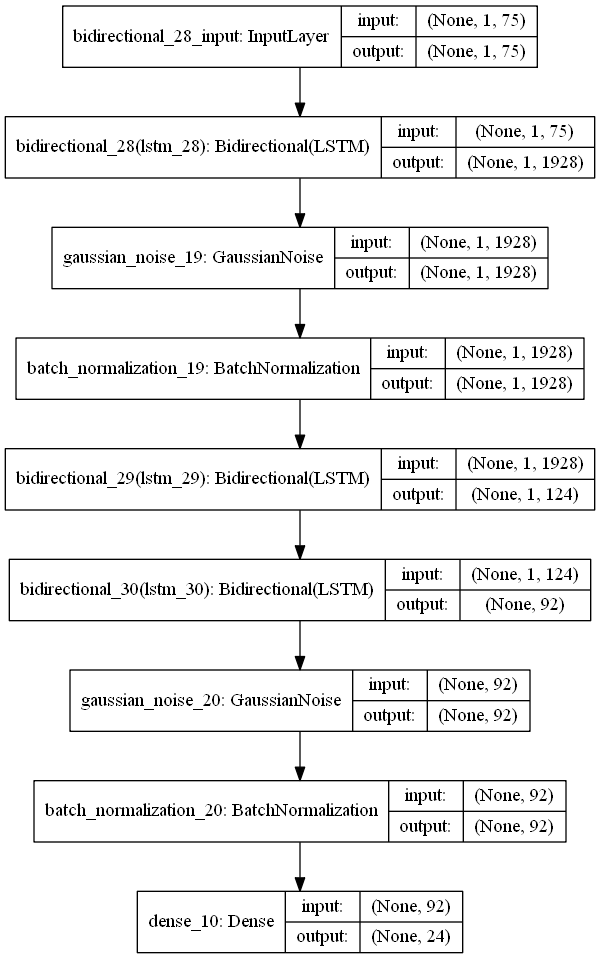 bidirectional_28_input: InputLayer
input: (None, 1, 75)
output: (None, 1, 75)
bidirectional_28(lstm_28): Bidirectional(LSTM)
input: (None, 1, 75)
output: (None, 1, 1928)
gaussian_noise_19: GaussianNoise
input: (None, 1, 1928)
output: (None, 1, 1928)
batch_normalization_19: BatchNormalization
input: (None, 1, 1928)
output: (None, 1, 1928)
bidirectional_29(lstm_29): Bidirectional(LSTM)
input: (None, 1, 1928)
output: (None, 1, 124)
bidirectional_30(lstm_30): Bidirectional(LSTM)
input: (None, 1, 124)
output: (None, 92)
gaussian_noise_20: GaussianNoise
input: (None, 92)
output: (None, 92)
batch_normalization_20: BatchNormalization
input: (None, 92)
output: (None, 92)
dense_10: Dense
input: (None, 92)
output: (None, 24)